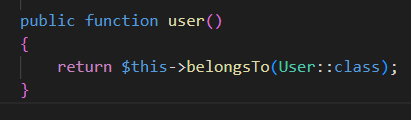 public function user()
{
    return $this->belongsTo(User::class);
}